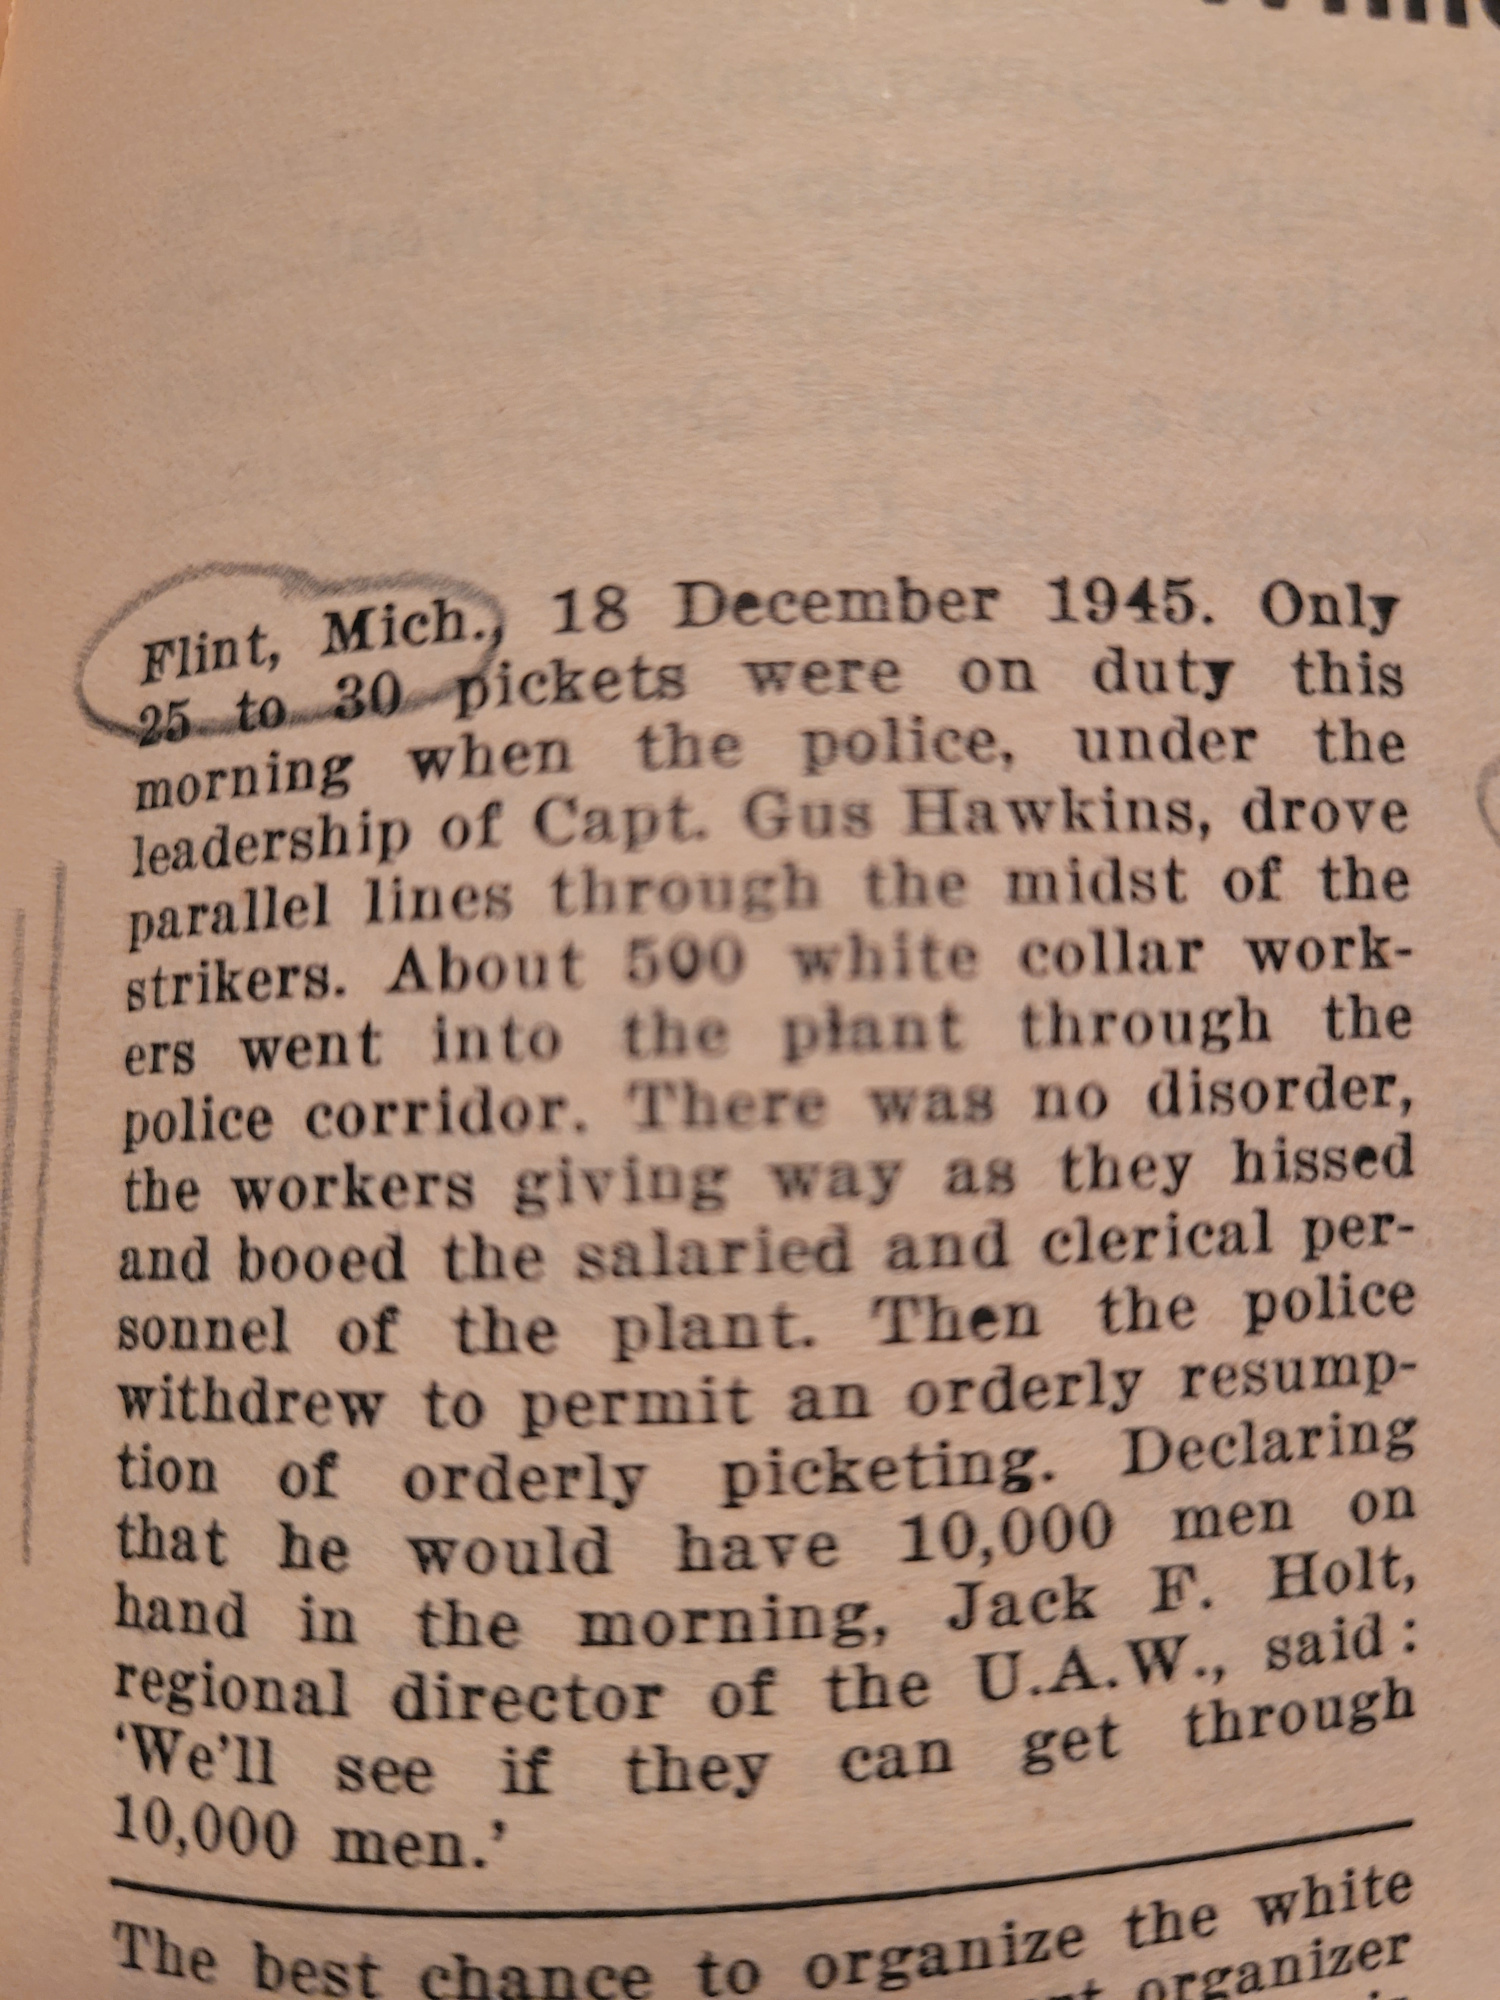 Flint, Mich., 18 December 1945. Only
25 to 30 pickets were on duty this
morning when the police, under the
leadership of Capt. Gus Hawkins, drove
parallel lines through the midst of the
strikers. About 500 white collar work-
ers went into the plant through the
police corridor. There was no disorder,
the workers giving way as they hissed
and booed the salaried and clerical per-
sonnel of the plant. Then the police
withdrew to permit an orderly resump-
tion of orderly picketing. Declaring
that he would have 10,000 men on
hand in the morning, Jack F. Holt,
regional director of the U.A.W., said:
‘We’ll see if they can get through
10,000 men.’
The best chance to organize the white
organizer